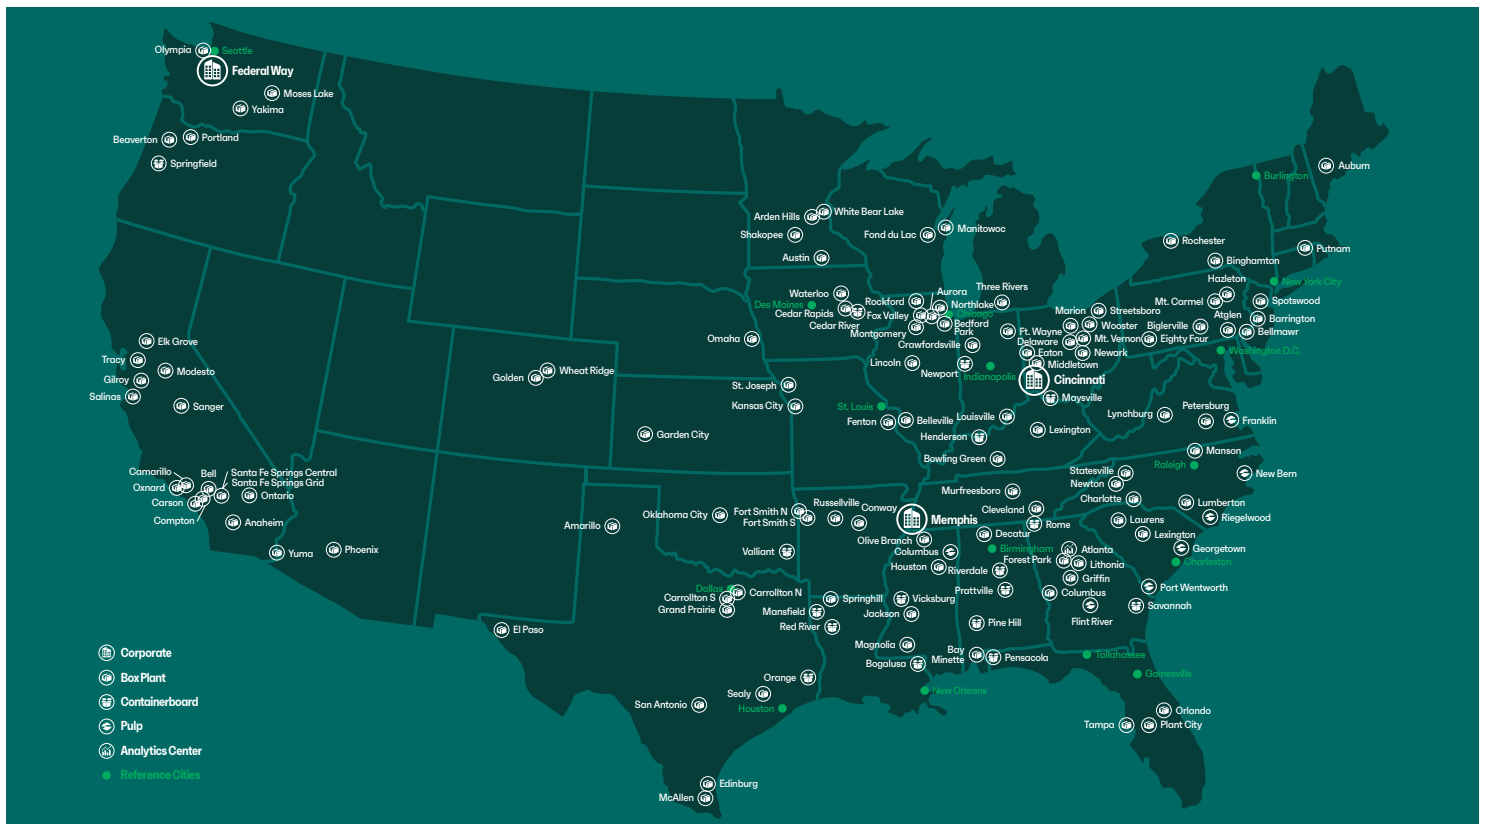 Olympia
Seattle
Federal Way
Moses Lake
Yakima
Beaverton
Portland
Springfield
Auburn
Burlington
Arden Hills
White Bear Lake
Shakopee
Fond du Lac
Manitowoc
Austin
Rochester
Putnam
Binghamton
Hazleton
New York City
Waterloo
Des Moines
Cedar Rapids
Cedar River
Rockford
Aurora
Three Rivers
Northlake
Fox Valley
Chicago
Bedford
Park
Montgomery
Marion
Streetsboro
Mt. Carmel
Spotswood
Atglen
Barrington
Wooster
Biglerville
Bellmawr
Ft. Wayne
Delaware
Mt. Vernon
Eighty Four
Washington D.C.
Elk Grove
Omaha
Crawfordsville
Eaton
Newark
Tracy
Modesto
Gilroy
Salinas
Sanger
Golden
Wheat Ridge
Lincoln
Newport
Indianapolis
Middletown
Cincinnati
St. Joseph
Kansas City
St. Louis
Maysville
Fenton
Belleville
Louisville
Lynchburg
Petersburg
Franklin
Garden City
Henderson
Lexington
Bowling Green
Manson
Raleigh
Camarillo
Bell
Santa Fe Springs Central
Santa Fe Springs Grid
Oxnard
Ontario
Carson
Compton
Anaheim
Yuma
Phoenix
Statesville
New Bern
Newton
Murfreesboro
Charlotte
Lumberton
Amarillo
Oklahoma City
Fort Smith N
Fort Smith S
Russellville
Conway
Memphis
Cleveland
Rome
Laurens
Riegelwood
Olive Branch
Decatur
Lexington
Valliant
Columbus
Birmingham
Atlanta
Georgetown
Forest Park
Lithonia
Charleston
Houston
Riverdale
Griffin
Dallas
Carrollton N
Carrollton S
Grand Prairie
Springhill
Vicksburg
Prattville
Columbus
Port Wentworth
Mansfield
Jackson
Flint River
Savannah
El Paso
Red River
Pine Hill
Magnolia
Bogalusa
Bay
Minette
Pensacola
Tallahassee
Orange
Gainesville
Sealy
New Orleans
San Antonio
Houston
Orlando
Tampa
Plant City
Edinburg
McAllen
Corporate
Box Plant
Containerboard
Pulp
Analytics Center
Reference Cities